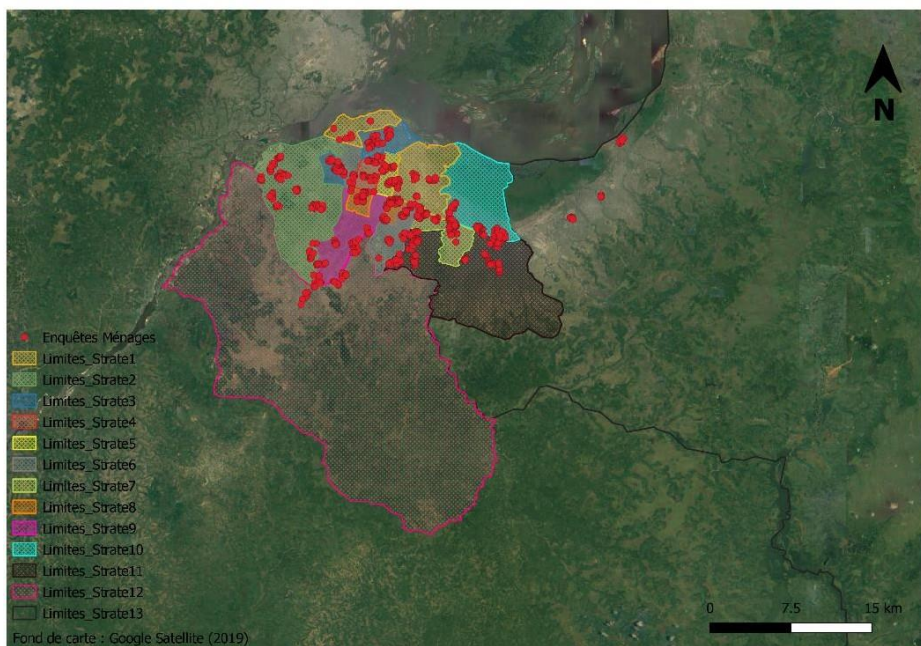 N
Enquêtes Ménages
Limites_Strate1
Limites_Strate2
Limites_Strate3
Limites_Strate4
Limites_Strate5
Limites_Strate6
Limites_Strate7
Limites_Strate8
Limites_Strate9
Limites_Strate10
Limites_Strate11
Limites_Strate12
Limites_Strate13
0 7.5 15 km
Fond de carte : Google Satellite (2019)